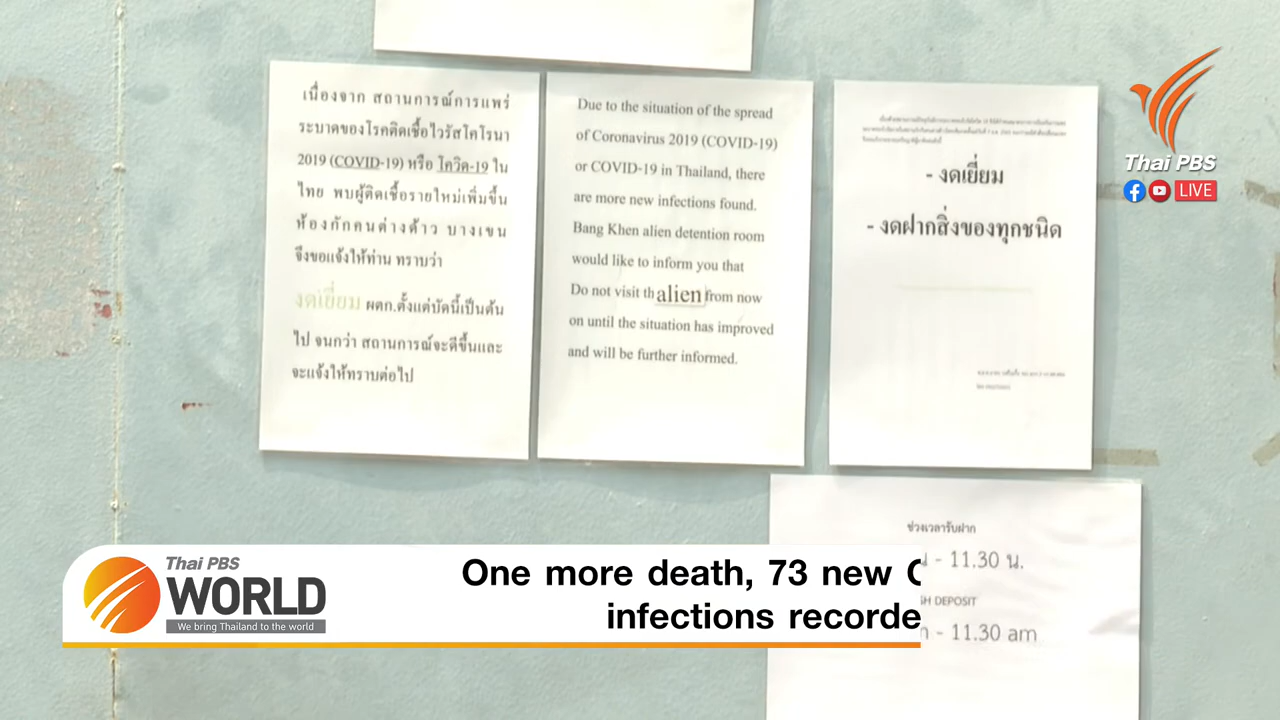 เนื่องจาก สถานการณ์การแพร่
ระบาดของโรคติดเชื้อไวรัสโคโรนา
2019 (COVID-19) หรือ โควิด-19 ใน
ไทย พบผู้ติดเชื้อรายใหม่เพิ่มขึ้น
ห้องกักคนต่างด้าว บางเขน
จึงขอแจ้งให้ท่าน ทราบว่า
งดเยี่ยม ผตก.ตั้งแต่บัดนี้เป็นต้น
ไป จนกว่า สถานการณ์จะดีขึ้นและ
จะแจ้งให้ทราบต่อไป
Due to the situation of the spread
of Coronavirus 2019 (COVID-19)
or COVID-19 in Thailand, there
are more new infections found.
Bang Khen alien detention room
would like to inform you that
Do not visit th alien from now
on until the situation has improved
and will be further informed.
- งดเยี่ยม
- งดฝากสิ่งของทุกชนิด
Thai PBS
LIVE
ช่วงเวลารับฝาก
- 11.30 น.
DEPOSIT
- 11.30 am
Thai PBS
WORLD
We bring Thailand to the world
One more death, 73 new C
infections recorde